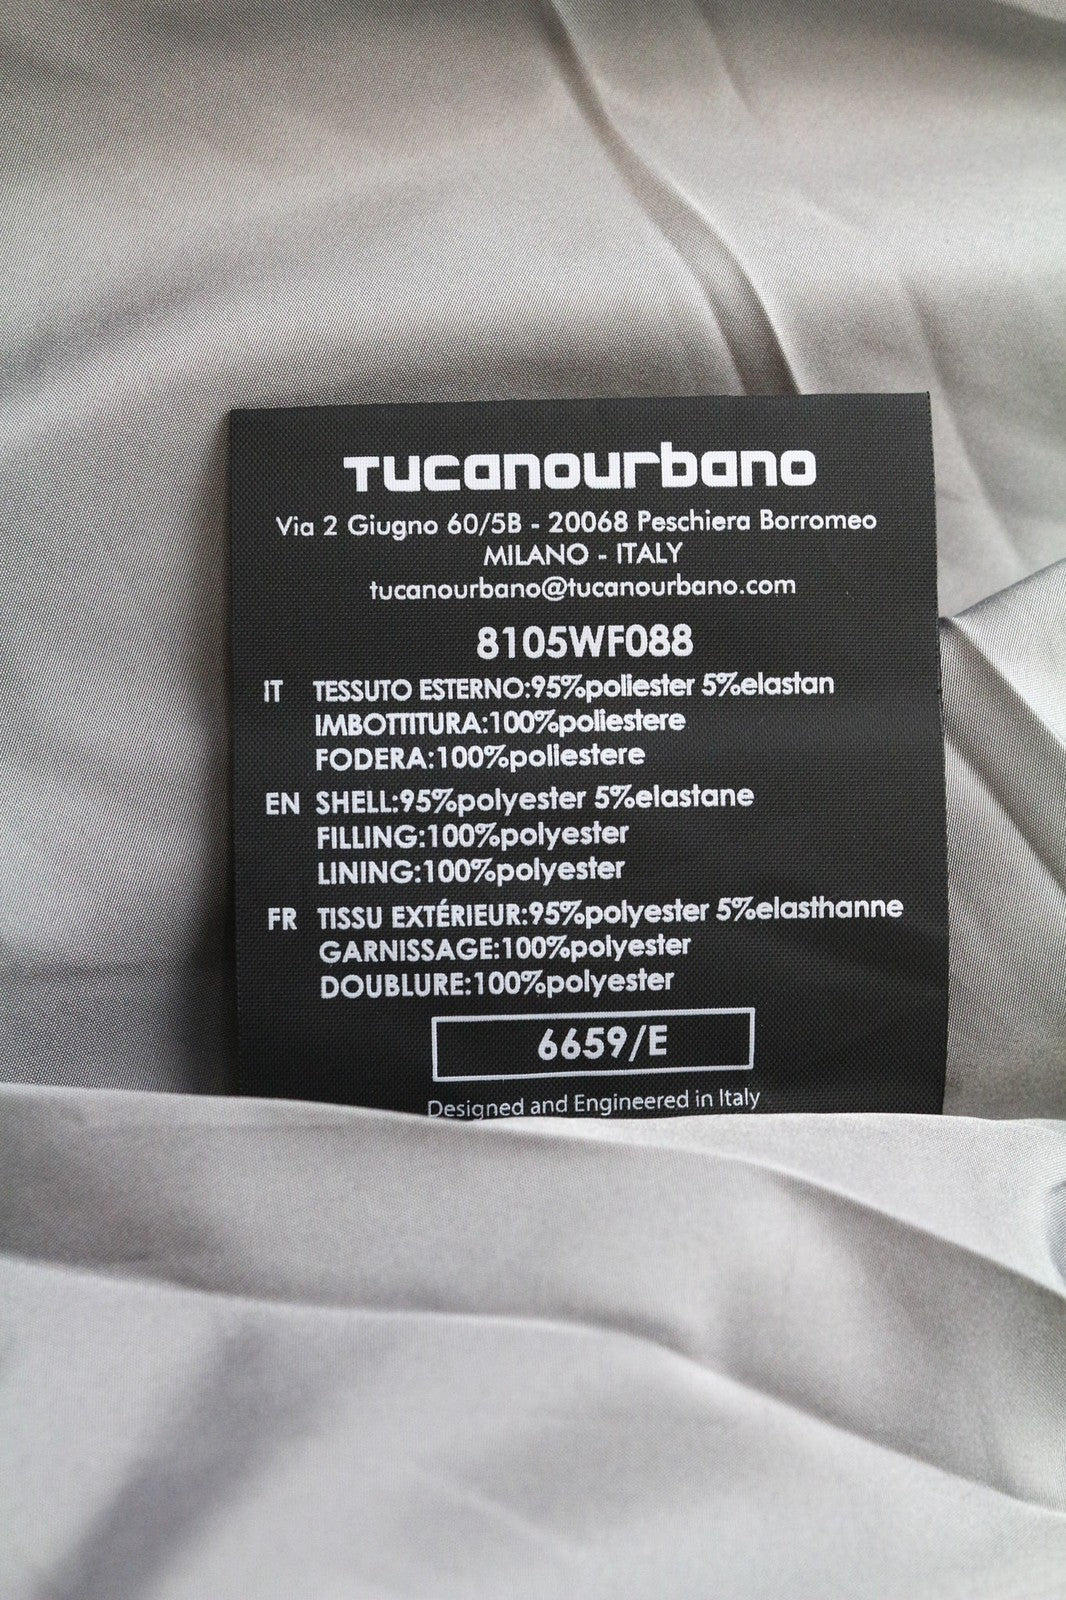 Tucanourbano
Via 2 Giugno 60/5B - 20068 Peschiera Borromeo
MILANO - ITALY
tucanourbano@tucanourbano.com
8105WF088
IT TESSUTO ESTERNO:95%poliester 5%elastan
IMBOTTITURA:100%poliestere
FODERA:100%poliestere
EN SHELL:95%polyester 5%elastane
FILLING:100%polyester
LINING:100%polyester
FR TISSU EXTÉRIEUR:95%polyester 5%elasthanne
GARNISSAGE:100%polyester
DOUBLURE:100%polyester
6659/E
Designed and Engineered in Italy